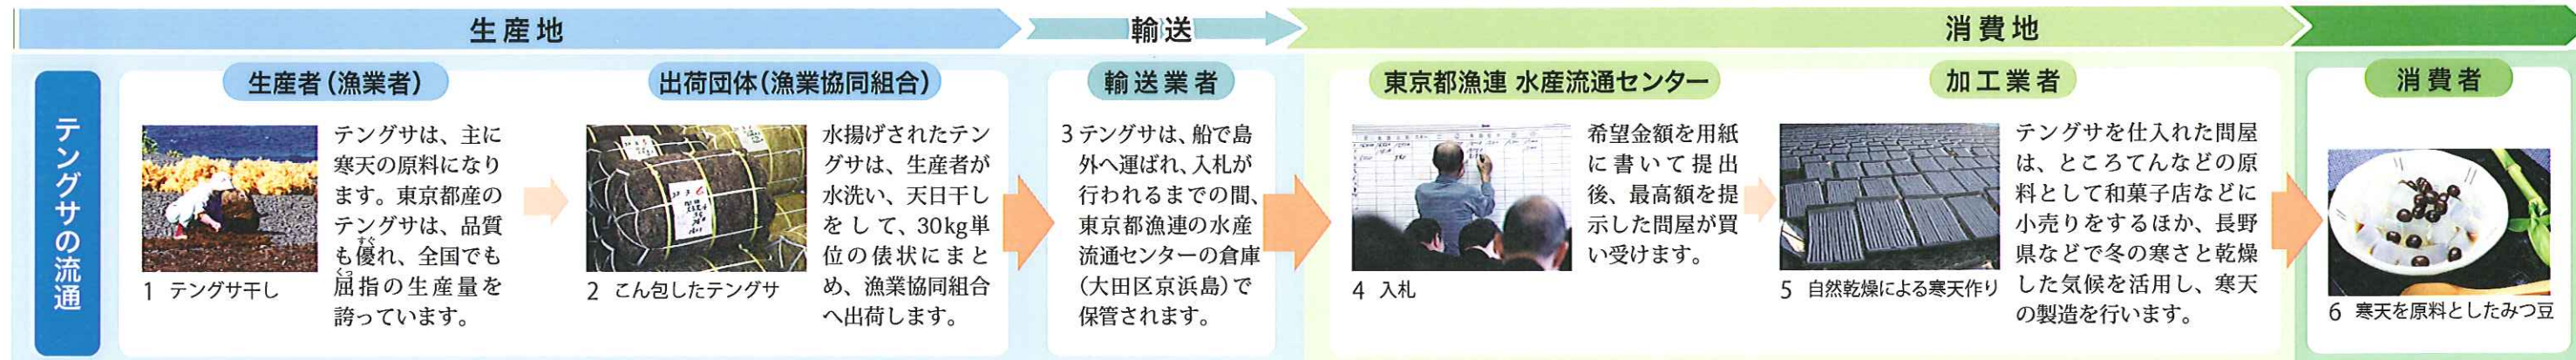 生産地
輸送
消費地
テングサの流通
生産者(漁業者)
テングサは、主に
寒天の原料になり
ます。東京都産の
テングサは、品質
も優れ、全国でも
すぐ
屈指の生産量を
くっ
誇っています。
1 テングサ干し
出荷団体(漁業協同組合)
水揚げされたテン
グサは、生産者が
水洗い、天日干し
をして、30kg単
位の俵状にまと
め、漁業協同組合
へ出荷します。
2 こん包したテングサ
輸送業者
3 テングサは、船で島
外へ運ばれ、入札が
行われるまでの間、
東京都漁連の水産
流通センターの倉庫
(大田区京浜島)で
保管されます。
東京都漁連 水産流通センター
希望金額を用紙
に書いて提出
後、最高額を提
示した問屋が買
い受けます。
4 入札
加工業者
テングサを仕入れた問屋
は、ところてんなどの原
料として和菓子店などに
小売りをするほか、長野
県などで冬の寒さと乾燥
した気候を活用し、寒天
の製造を行います。
5 自然乾燥による寒天作り
消費者
6 寒天を原料としたみつ豆